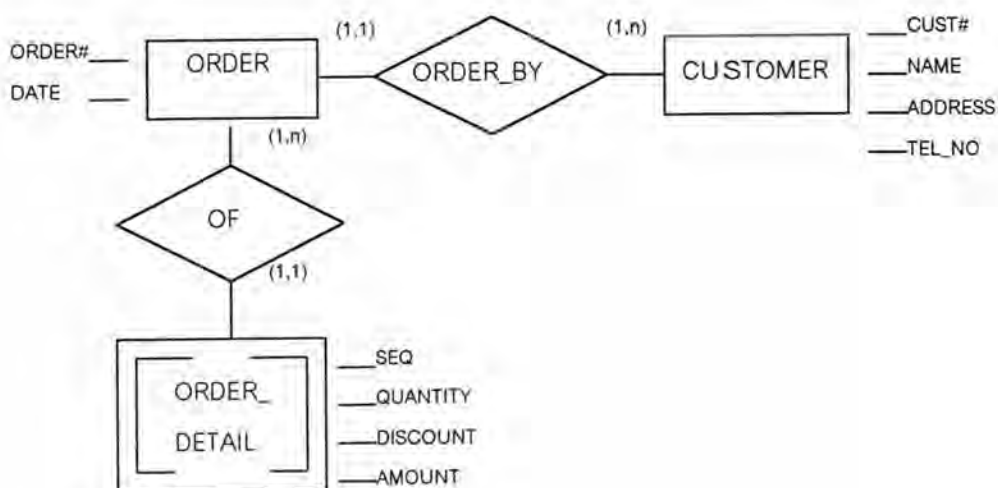 (1,1)
(1,n)
ORDER#
DATE
ORDER
ORDER_BY
CUSTOMER
CUST#
NAME
ADDRESS
TEL_NO
(1,n)
OF
(1,1)
ORDER_
DETAIL
SEQ
QUANTITY
DISCOUNT
AMOUNT